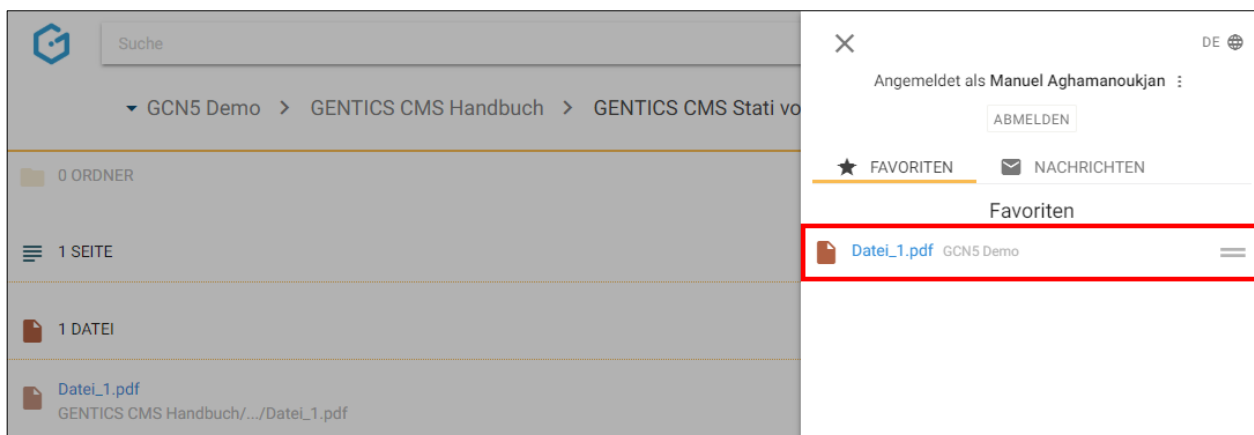 Suche
GCN5 Demo > GENTICS CMS Handbuch > GENTICS CMS Stati vo
0 ORDNER
1 SEITE
1 DATEI
Datei_1.pdf
GENTICS CMS Handbuch/.../Datei_1.pdf
DE
Angemeldet als Manuel Aghamanoukjan
ABMELDEN
FAVORITEN NACHRICHTEN
Favoriten
Datei_1.pdf GCN5 Demo